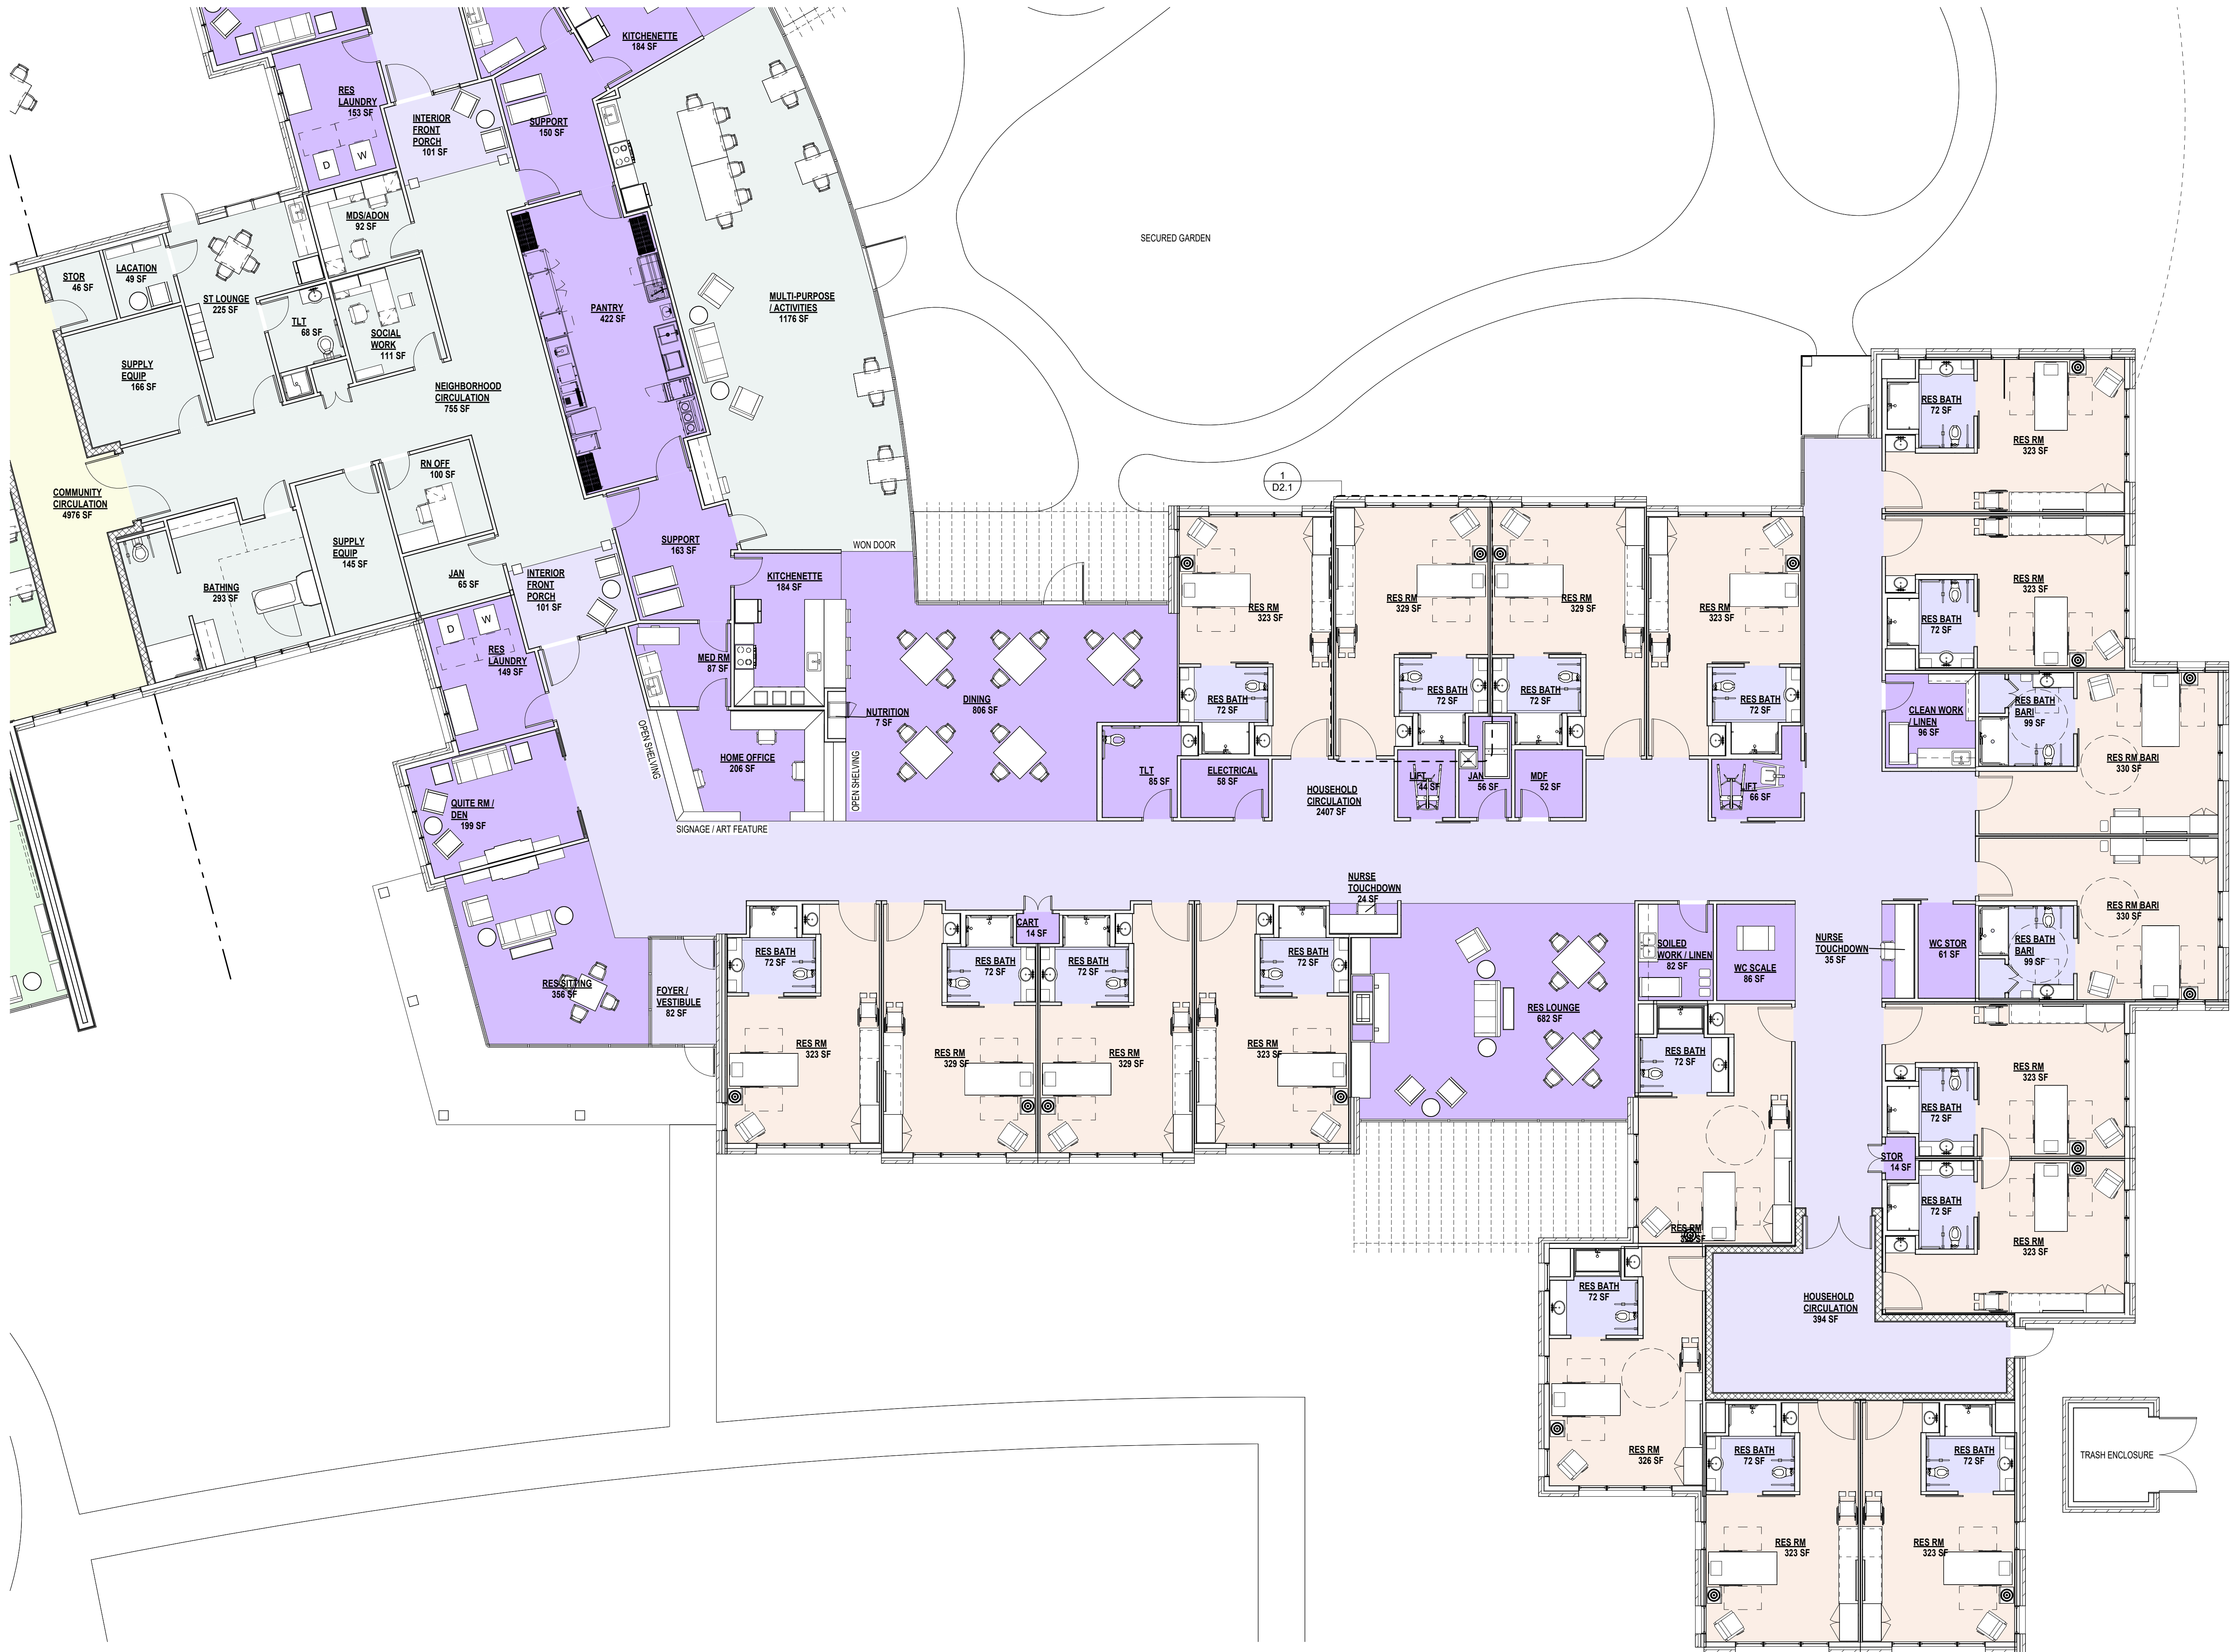 KITCHENETTE
184 SF
RES
LAUNDRY
153 SF
D
W
INTERIOR
FRONT
PORCH
101 SF
SUPPORT
150 SF
MDS/ADON
92 SF
STOR
46 SF
LACATION
49 SF
ST LOUNGE
225 SF
TLT
68 SF
SOCIAL
WORK
111 SF
SUPPLY
EQUIP
166 SF
NEIGHBORHOOD
CIRCULATION
755 SF
PANTRY
422 SF
MULTI-PURPOSE
/ ACTIVITIES
1176 SF
SECURED GARDEN
COMMUNITY
CIRCULATION
4976 SF
RN OFF
100 SF
BATHING
293 SF
SUPPLY
EQUIP
145 SF
JAN
65 SF
INTERIOR
FRONT
PORCH
101 SF
SUPPORT
163 SF
WON DOOR
KITCHENETTE
184 SF
D
W
RES
LAUNDRY
149 SF
MED RM
87 SF
NUTRITION
7 SF
DINING
806 SF
OPEN SHELVING
HOME OFFICE
206 SF
OPEN SHELVING
SIGNAGE / ART FEATURE
QUITE RM /
DEN
199 SF
RES SITTING
356 SF
FOYER /
VESTIBULE
82 SF
1
D2.1
RES RM
323 SF
RES RM
329 SF
RES RM
329 SF
RES RM
323 SF
RES BATH
72 SF
RES BATH
72 SF
RES BATH
72 SF
RES BATH
72 SF
TLT
85 SF
ELECTRICAL
58 SF
HOUSEHOLD
CIRCULATION
2407 SF
LIFT
44 SF
JAN
56 SF
MDF
52 SF
LIFT
66 SF
RES BATH
72 SF
RES RM
323 SF
RES RM
323 SF
RES BATH
72 SF
CLEAN WORK
/ LINEN
96 SF
RES BATH
BARI
99 SF
RES RM BARI
330 SF
RES RM BARI
330 SF
RES BATH
BARI
99 SF
NURSE
TOUCHDOWN
35 SF
WC STOR
61 SF
NURSE
TOUCHDOWN
24 SF
CART
14 SF
RES BATH
72 SF
RES BATH
72 SF
RES BATH
72 SF
RES BATH
72 SF
RES RM
323 SF
RES RM
329 SF
RES RM
329 SF
RES RM
323 SF
RES LOUNGE
682 SF
SOILED
WORK / LINEN
82 SF
WC SCALE
86 SF
RES BATH
72 SF
RES RM
RES RM
323 SF
RES BATH
72 SF
STOR
14 SF
RES BATH
72 SF
RES RM
323 SF
RES BATH
72 SF
RES RM
326 SF
HOUSEHOLD
CIRCULATION
394 SF
RES BATH
72 SF
RES BATH
72 SF
RES RM
323 SF
RES RM
323 SF
TRASH ENCLOSURE